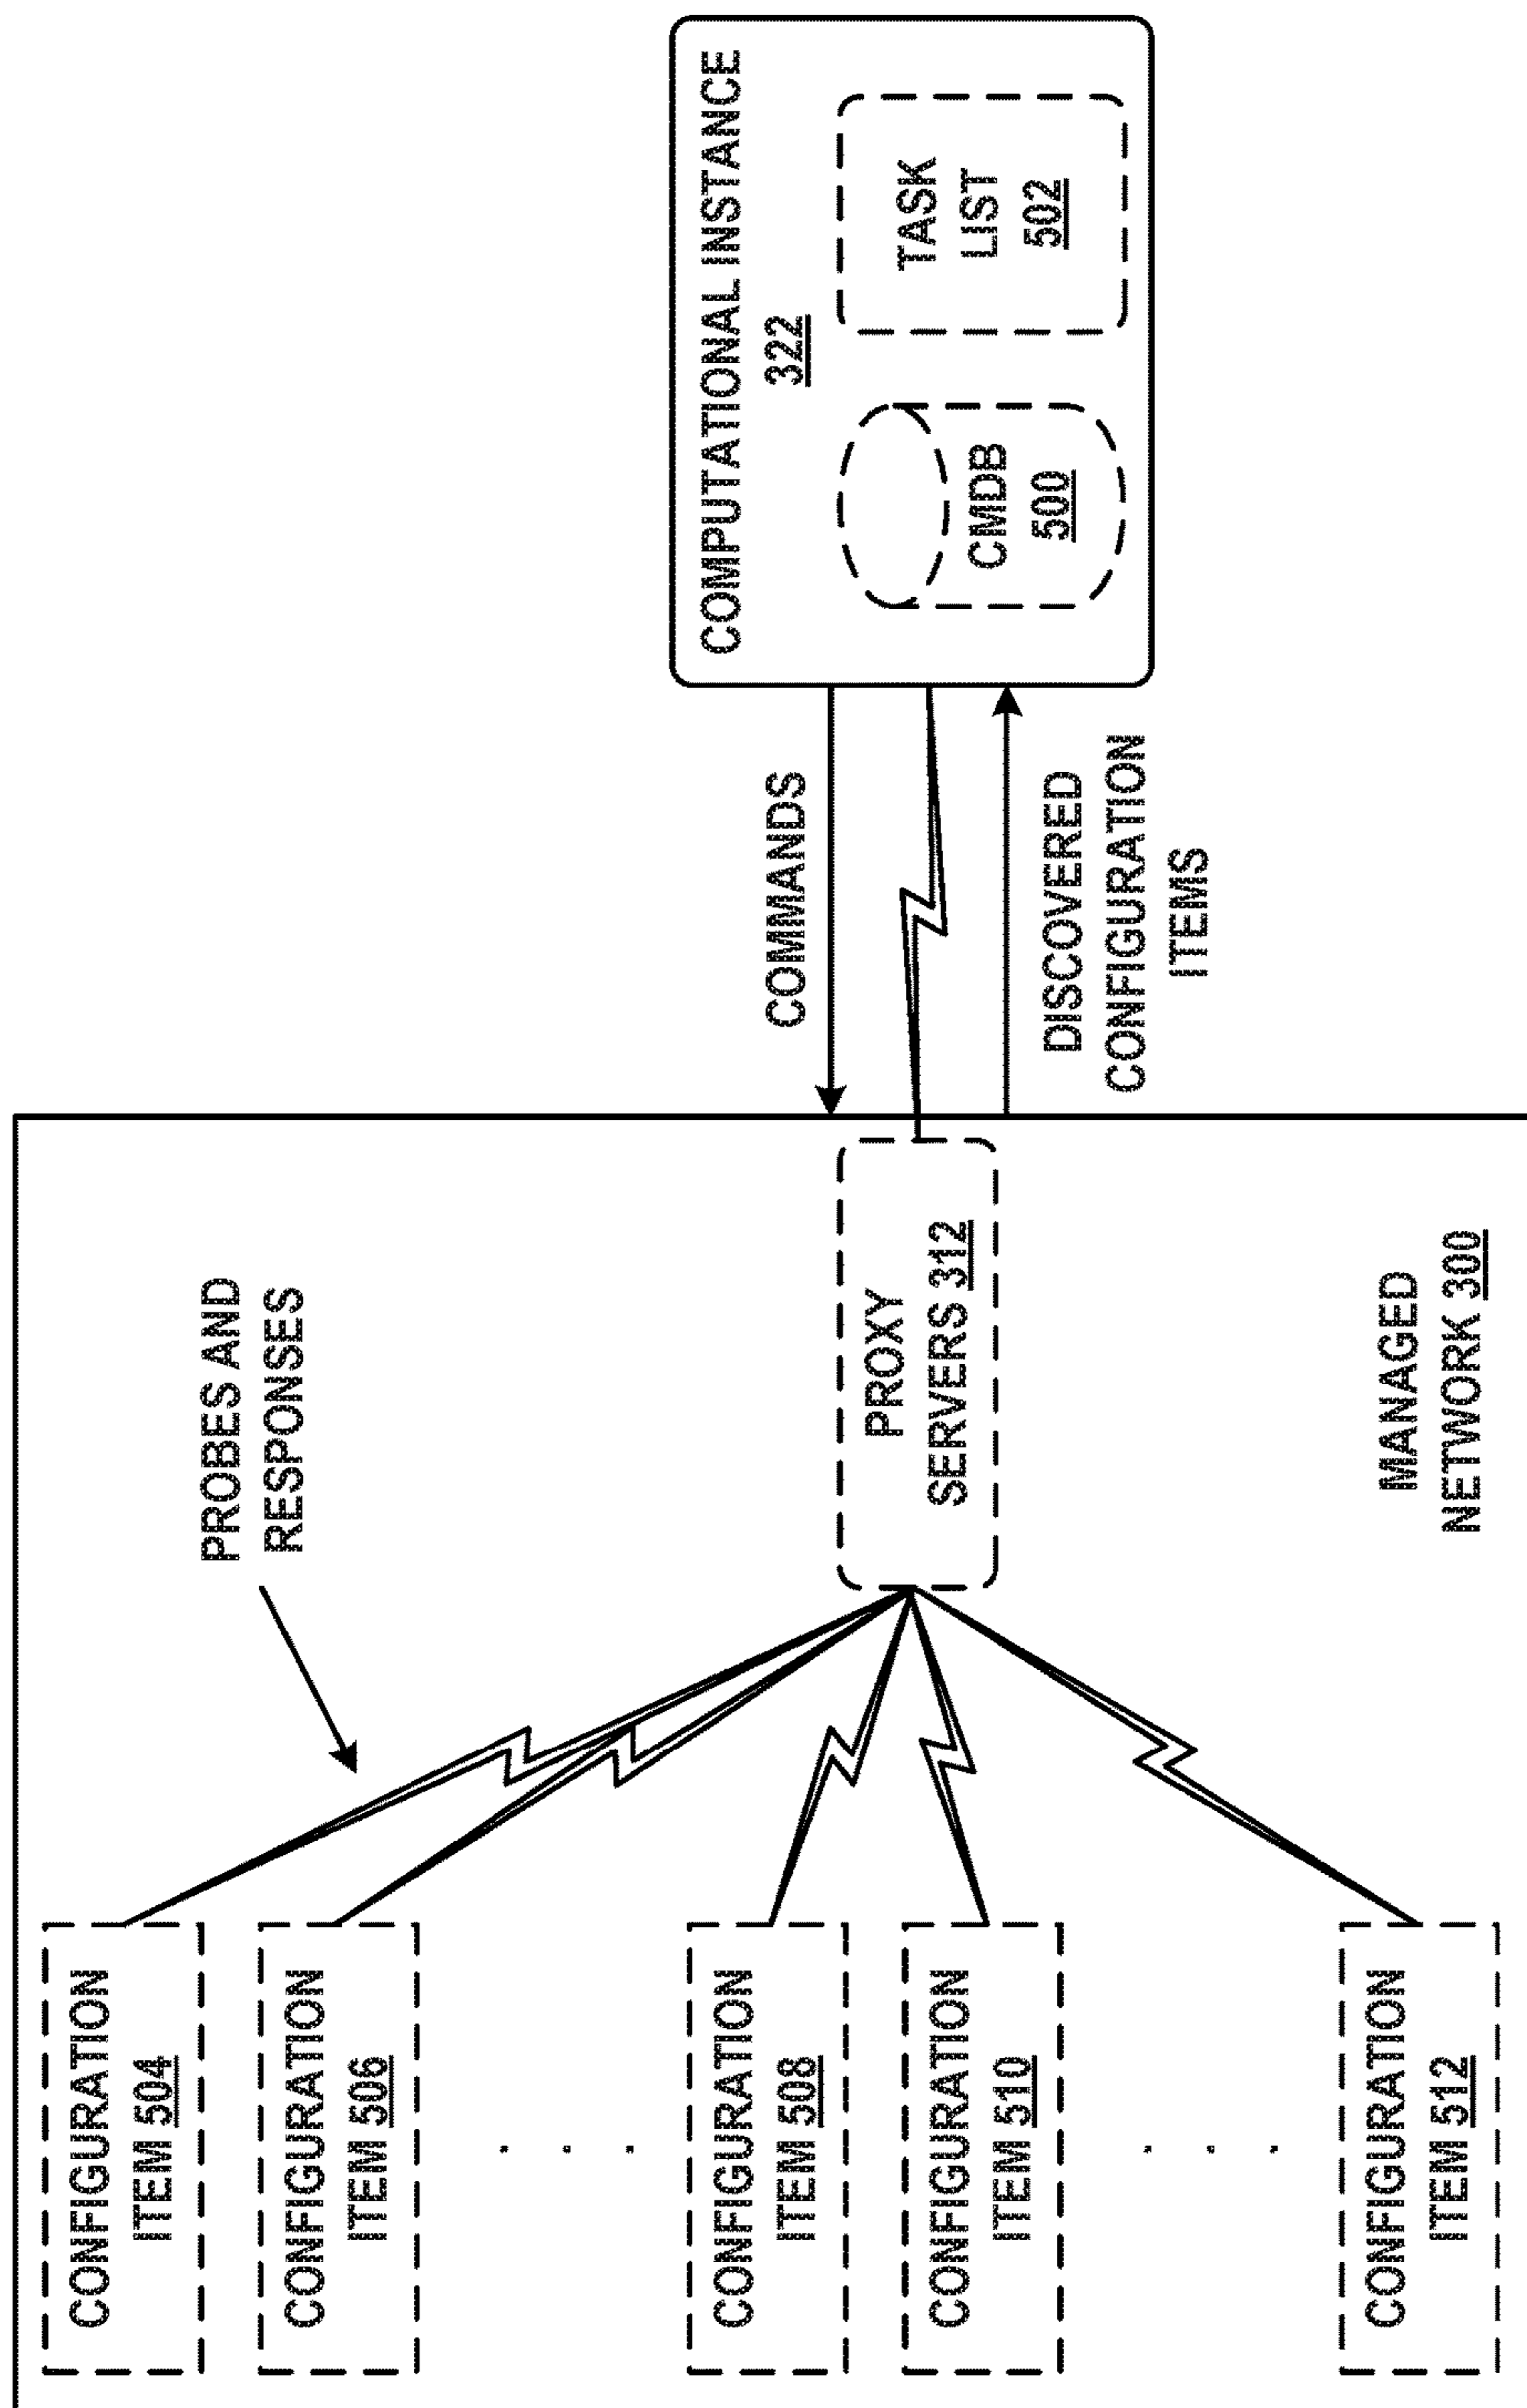 CONFIGURATION
ITEM 504
CONFIGURATION
ITEM 506
. . .
CONFIGURATION
ITEM 508
CONFIGURATION
ITEM 510
. . .
CONFIGURATION
ITEM 512
PROBES AND
RESPONSES
PROXY
SERVERS 312
MANAGED
NETWORK 300
COMMANDS
DISCOVERED
CONFIGURATION
ITEMS
COMPUTATIONAL INSTANCE
322
CMDB
500
TASK
LIST
502